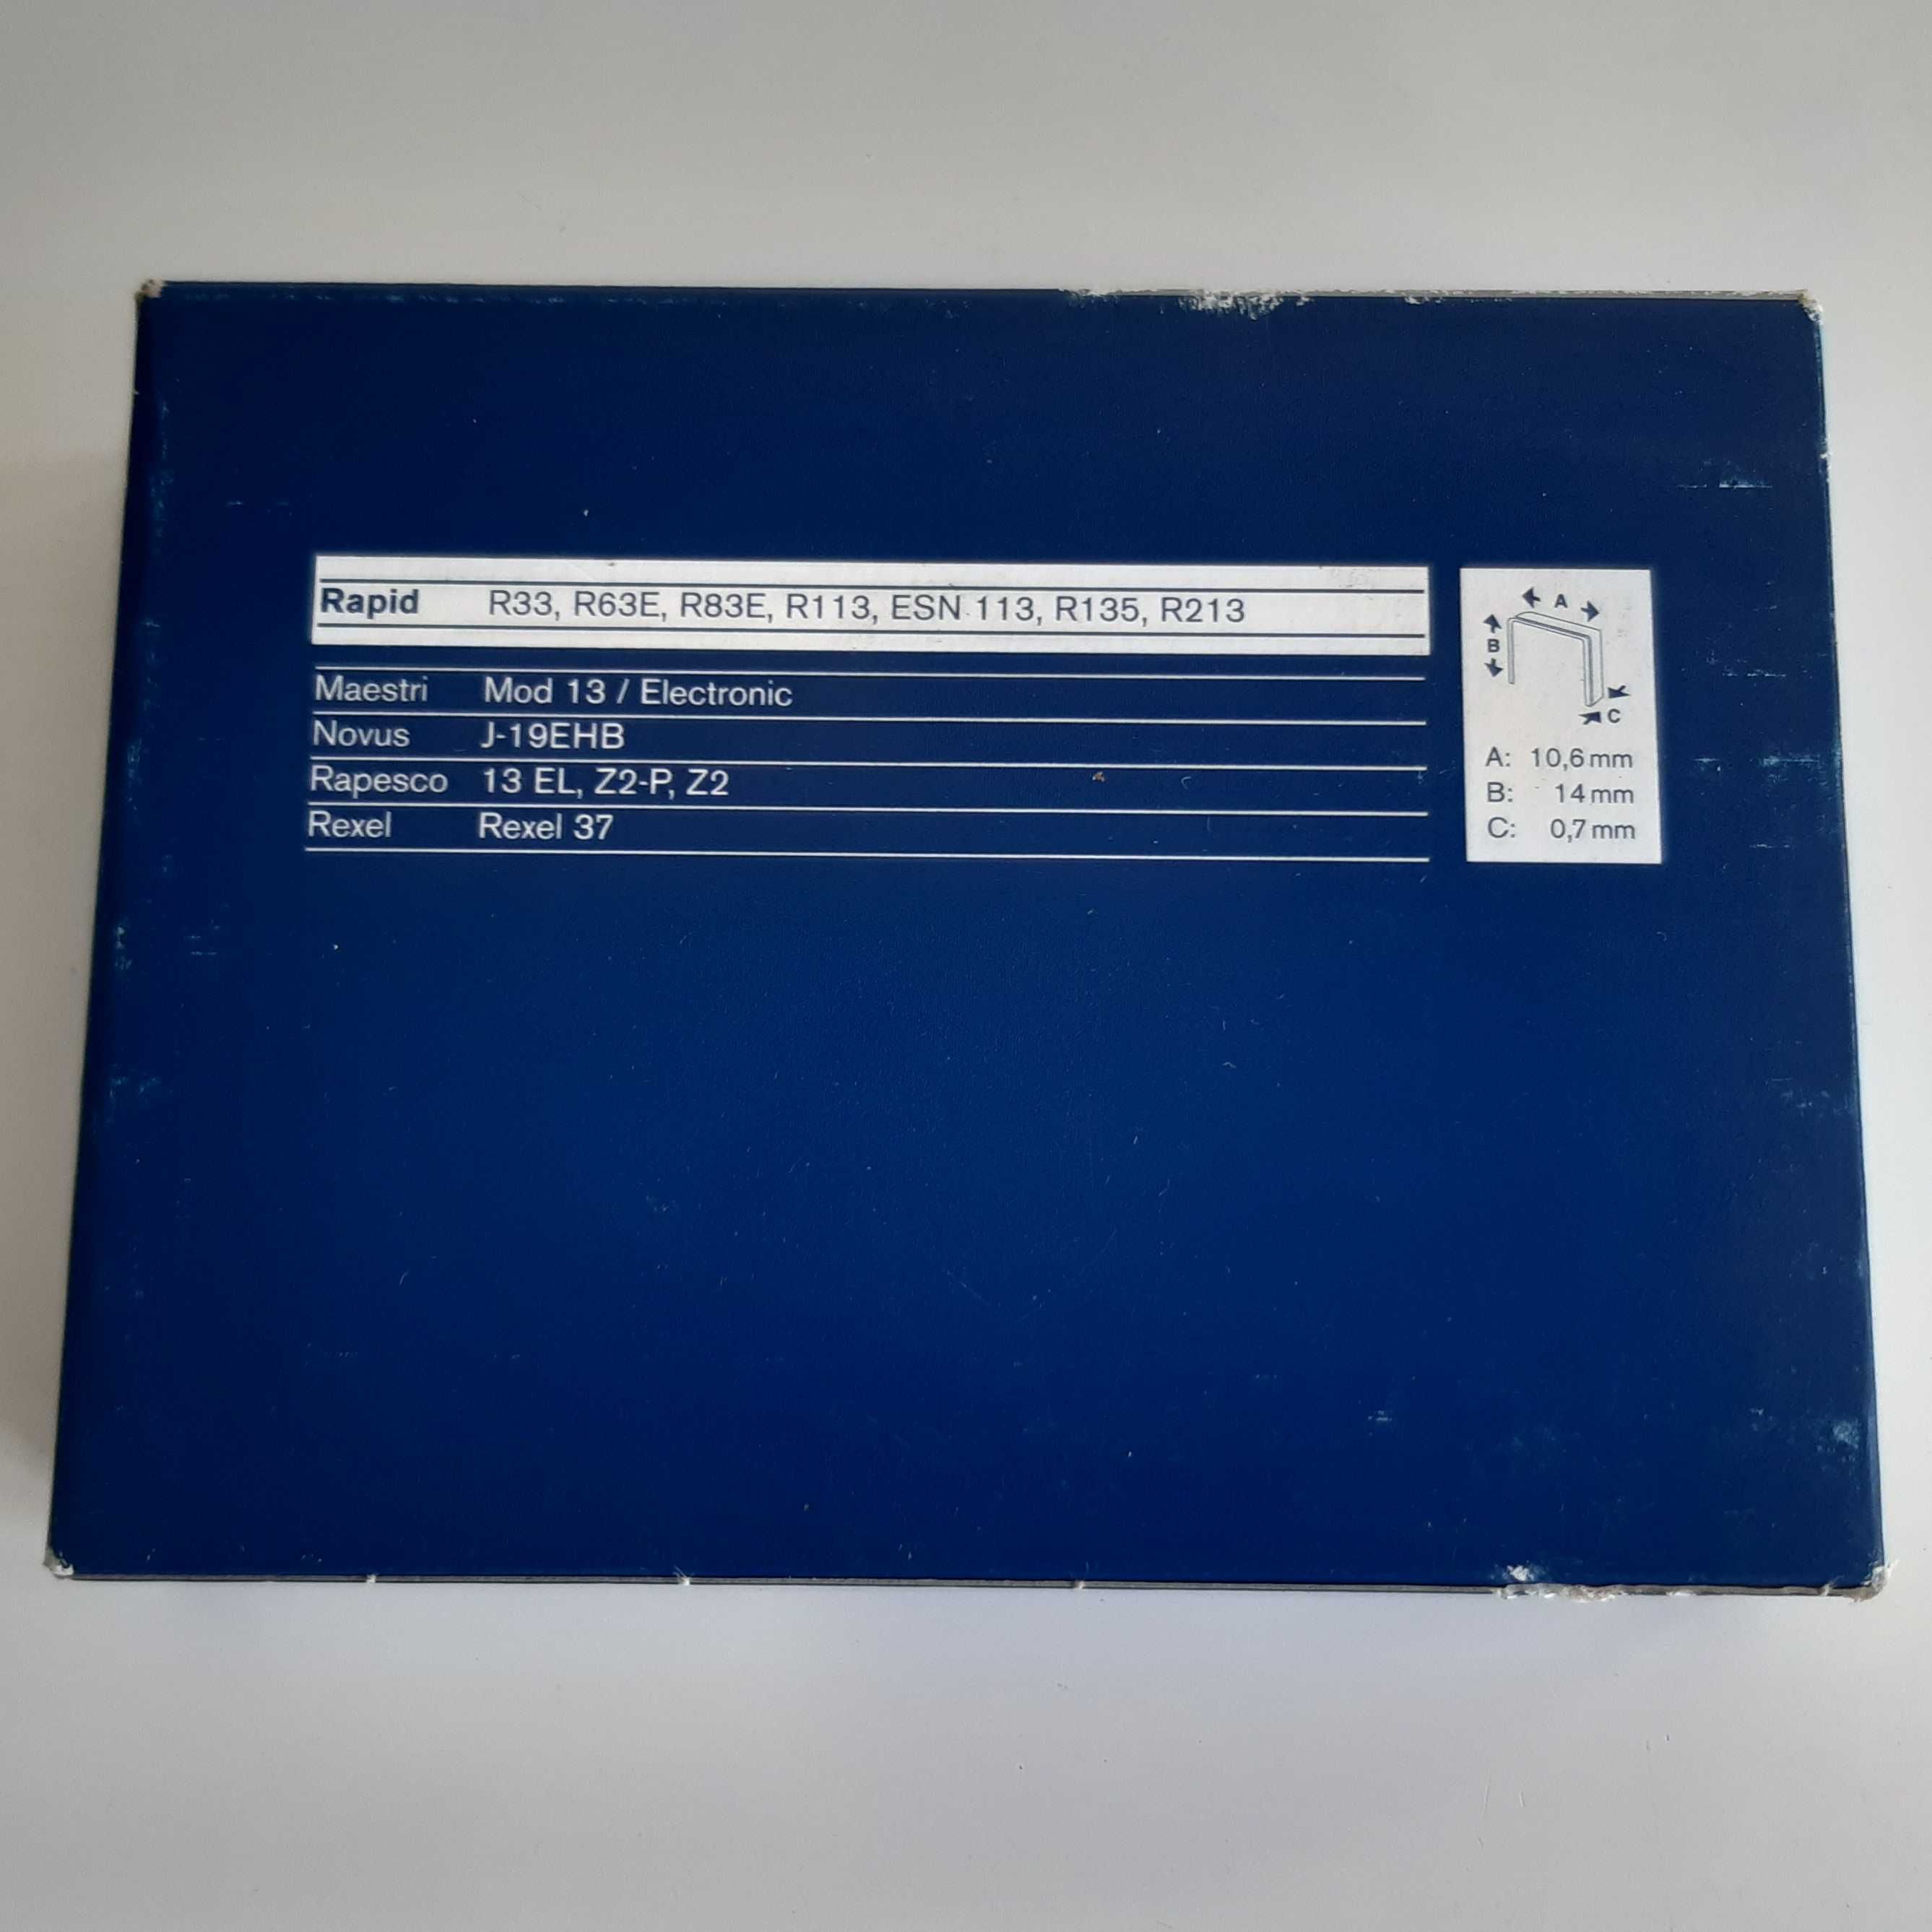 Rapid R33, R63E, R83E, R113, ESN 113, R135, R213
Maestri Mod 13 / Electronic
Novus J-19EHB
Rapesco 13 EL, Z2-P, Z2
Rexel Rexel 37
A
B
C
A: 10,6 mm
B: 14 mm
C: 0,7 mm